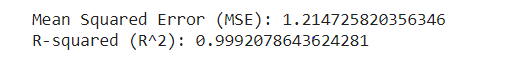 Mean Squared Error (MSE): 1.214725820356346
R-squared (R^2): 0.9992078643624281